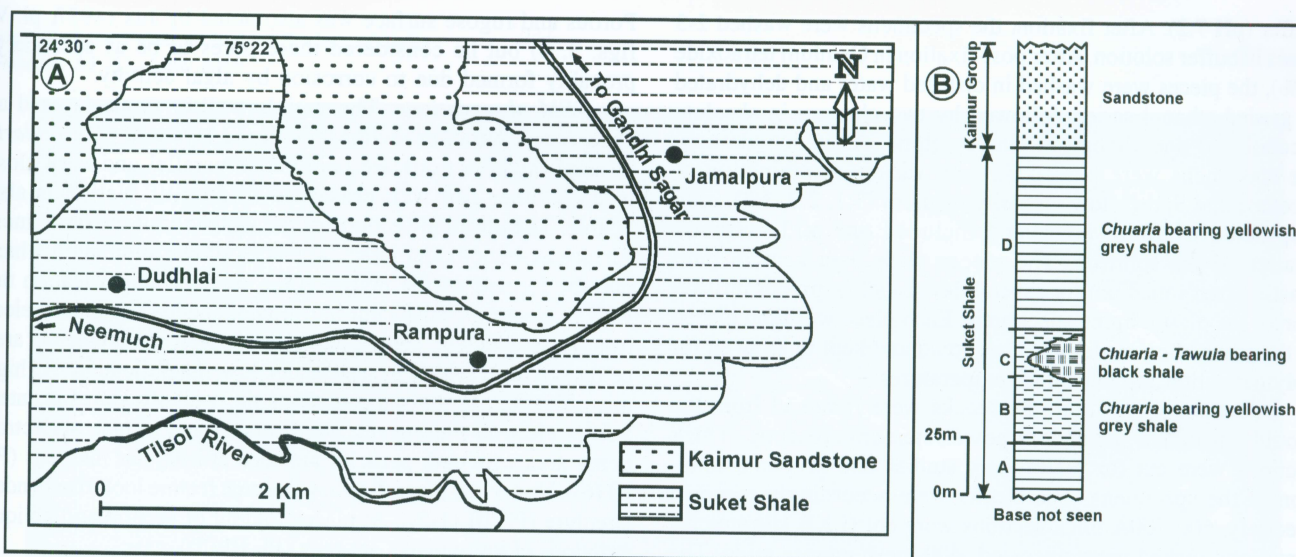 24°30´ 75°22´
A
N
To Gandhi Sagar
Jamalpura
Dudhlai
Neemuch
Rampura
Tilsoi River
0 2 Km
Kaimur Sandstone
Suket Shale
B
Kaimur Group
Sandstone
Suket Shale
D
Chuaria bearing yellowish
grey shale
C
Chuaria - Tawuia bearing
black shale
B
Chuaria bearing yellowish
grey shale
25m
A
0m
Base not seen